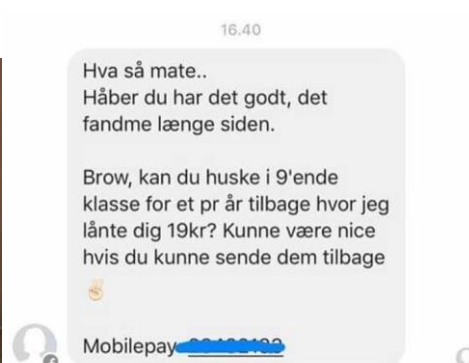 16.40
Hva så mate..
Håber du har det godt, det
fandme længe siden.
Brow, kan du huske i 9'ende
klasse for et pr år tilbage hvor jeg
lånte dig 19kr? Kunne være nice
hvis du kunne sende dem tilbage
✌🏻
Mobilepay